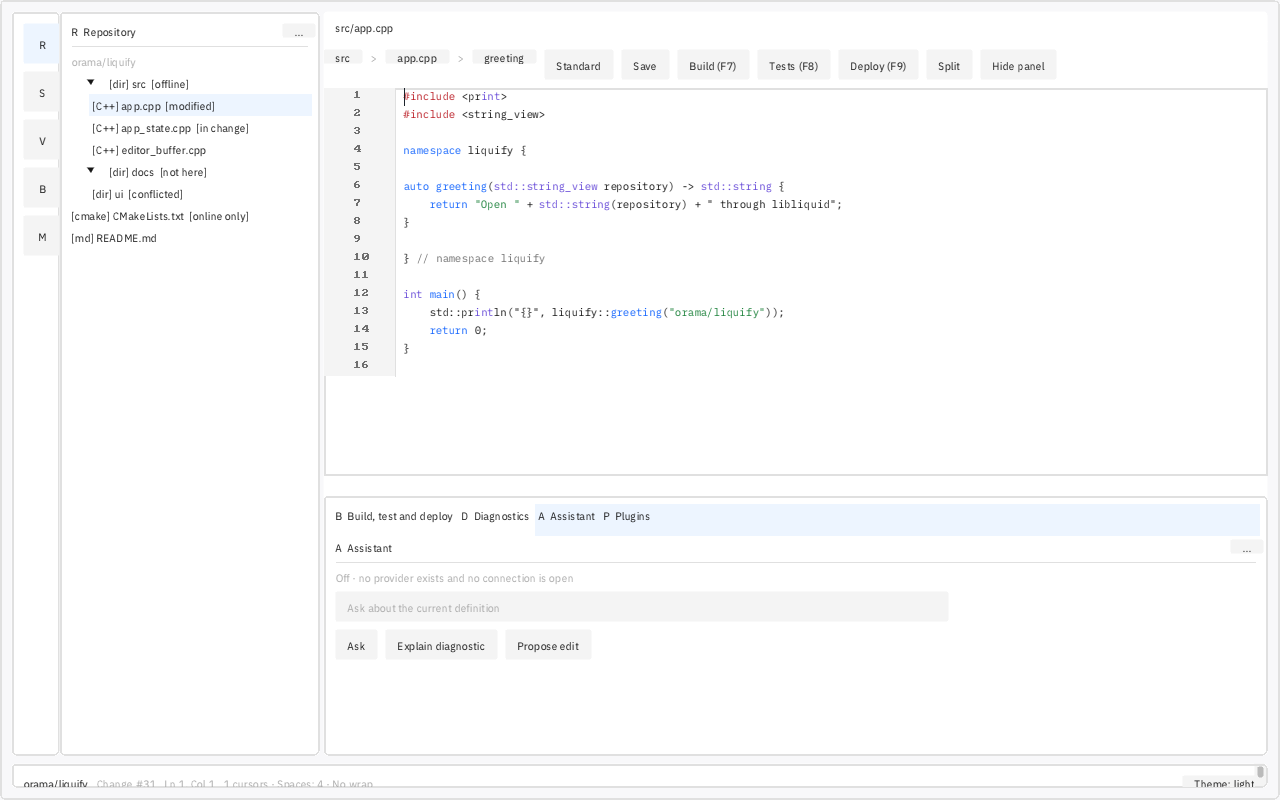 R
S
V
B
M
R Repository
...
orama/liquify
▼ [dir] src [offline]
[C++] app.cpp [modified]
[C++] app_state.cpp [in change]
[C++] editor_buffer.cpp
▼ [dir] docs [not here]
[dir] ui [conflicted]
[cmake] CMakeLists.txt [online only]
[md] README.md
src/app.cpp
src > app.cpp > greeting Standard Save Build (F7) Tests (F8) Deploy (F9) Split Hide panel
1 #include <print>
2 #include <string_view>
3
4 namespace liquify {
5
6 auto greeting(std::string_view repository) -> std::string {
7     return "Open " + std::string(repository) + " through libliquid";
8 }
9
10 } // namespace liquify
11
12 int main() {
13     std::println("{}", liquify::greeting("orama/liquify"));
14     return 0;
15 }
16
B Build, test and deploy D Diagnostics A Assistant P Plugins
A Assistant ...
Off - no provider exists and no connection is open
Ask about the current definition
Ask Explain diagnostic Propose edit
orama/liquify Change #31 Ln 1, Col 1 1 cursors - Spaces: 4 - No wrap Theme: light